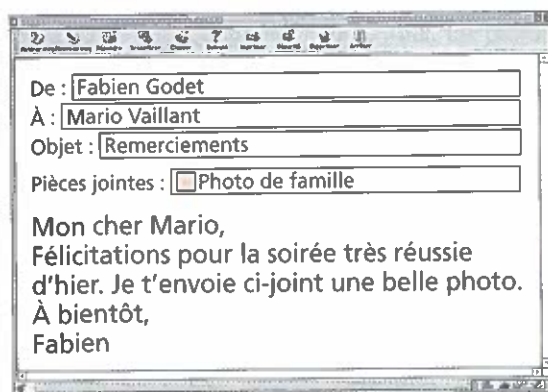 De : Fabien Godet
À : Mario Vaillant
Objet : Remerciements
Pièces jointes : Photo de famille
Mon cher Mario,
Félicitations pour la soirée très réussie
d'hier. Je t'envoie ci-joint une belle photo.
À bientôt,
Fabien